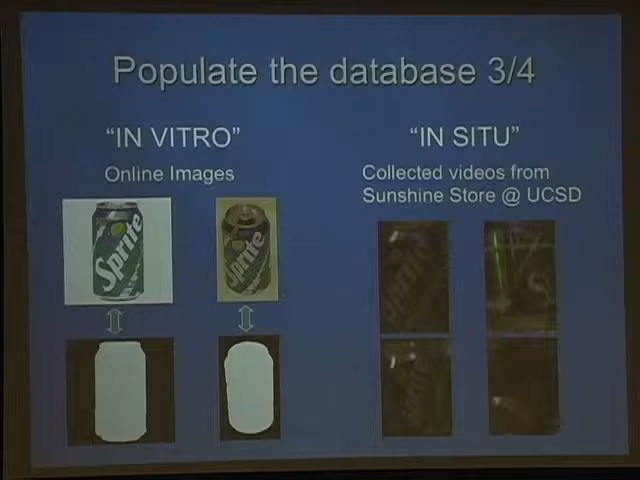 Populate the database 3/4
“IN VITRO”
“IN SITU”
Online Images
Collected videos from
Sunshine Store @ UCSD
Sprite
Sprite